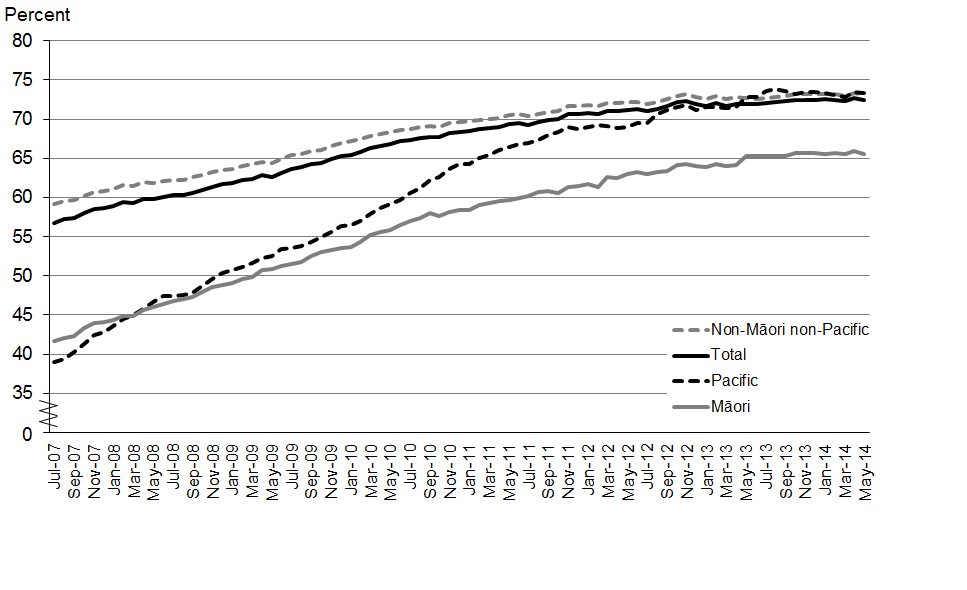 Percent
80
75
70
65
60
55
50
45
40
35
0
Non-Māori non-Pacific
Total
Pacific
Māori
Jul-07
Sep-07
Nov-07
Jan-08
Mar-08
May-08
Jul-08
Sep-08
Nov-08
Jan-09
Mar-09
May-09
Jul-09
Sep-09
Nov-09
Jan-10
Mar-10
May-10
Jul-10
Sep-10
Nov-10
Jan-11
Mar-11
May-11
Jul-11
Sep-11
Nov-11
Jan-12
Mar-12
May-12
Jul-12
Sep-12
Nov-12
Jan-13
Mar-13
May-13
Jul-13
Sep-13
Nov-13
Jan-14
Mar-14
May-14